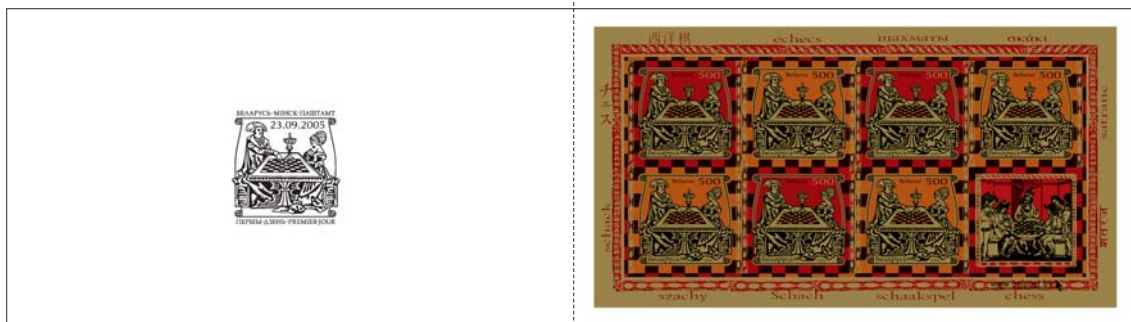 БЕЛАРУСЬ·МІНСК·ПАШТАМТ
23.09.2005
ПЕРШЫ·ДЗЕНЬ·PREMIER·JOUR
西洋棋
echecs
шахматы
σκάκι
チェス
Belarus 500
Belarus 500
Belarus 500
Belarus 500
Belarus 500
Belarus 500
Belarus 500
schack
szachy
Schach
schaakspel
chess